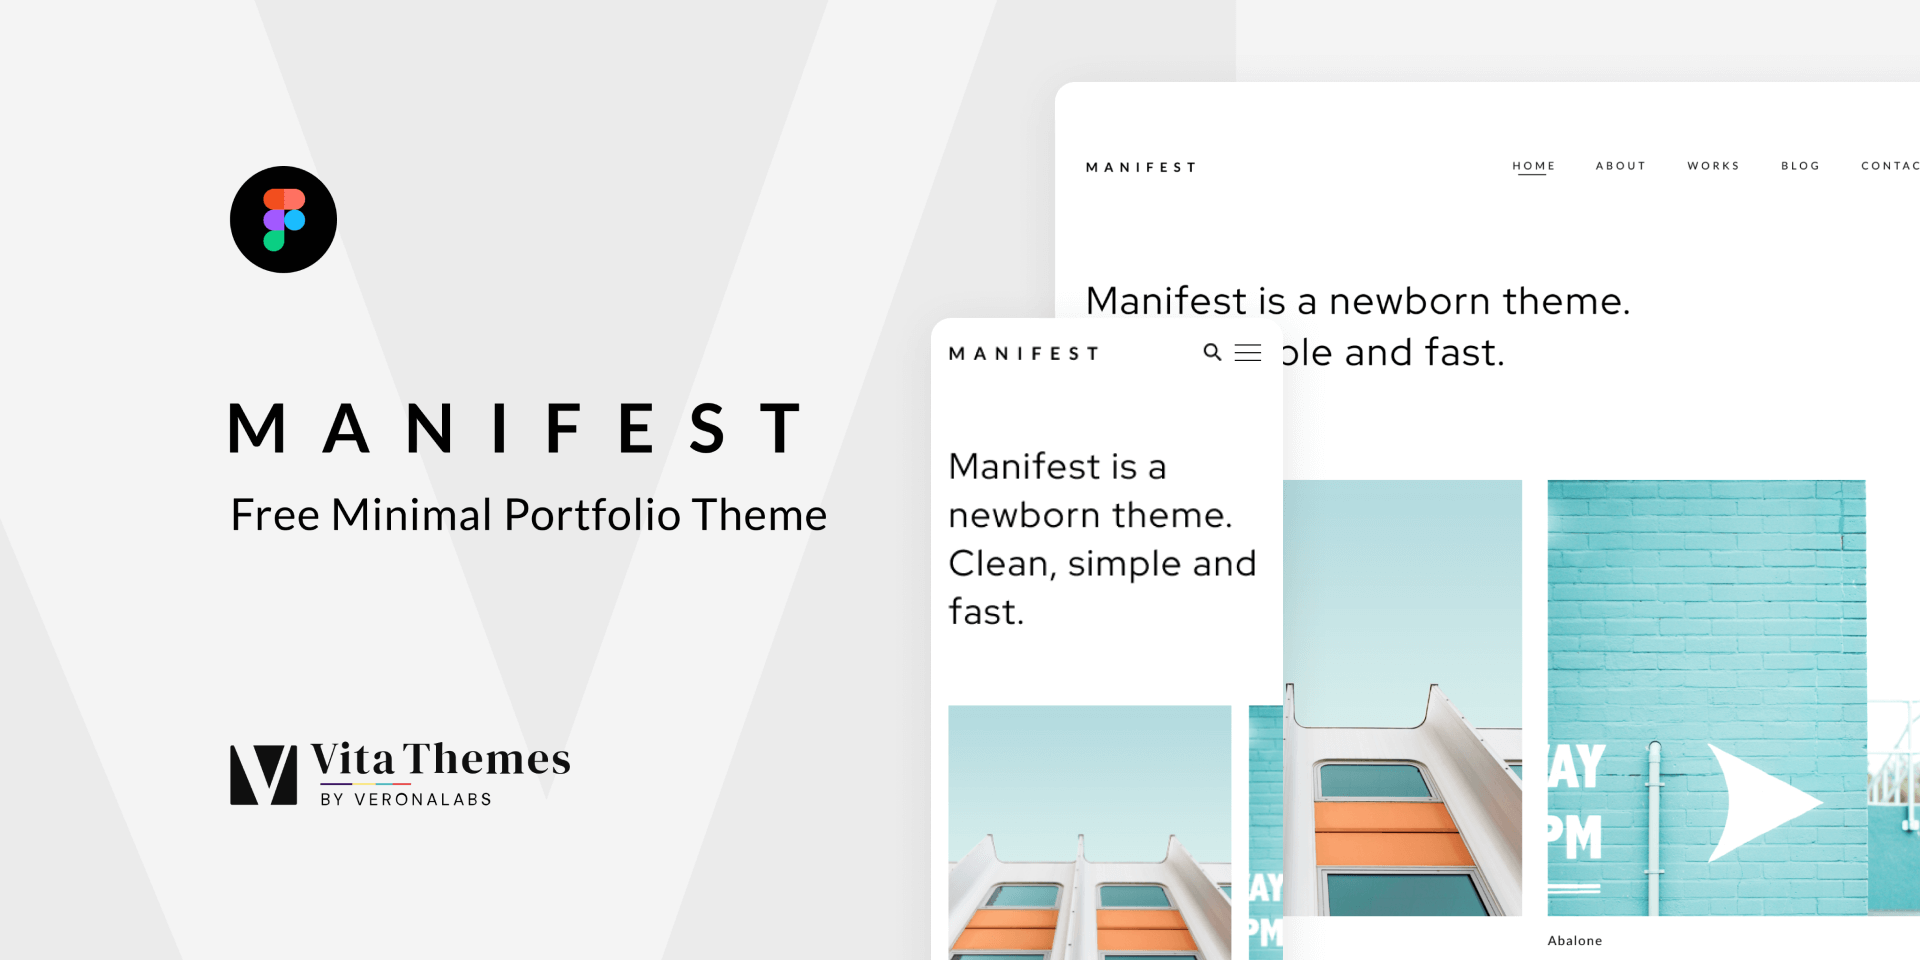 MANIFEST
Free Minimal Portfolio Theme
Vita Themes
BY VERONALABS
MANIFEST
HOME ABOUT WORKS BLOG CONTAC
Manifest is a newborn theme.
ple and fast.
MANIFEST
Manifest is a
newborn theme.
Clean, simple and
fast.
AY
PM
AY
PM
Abalone